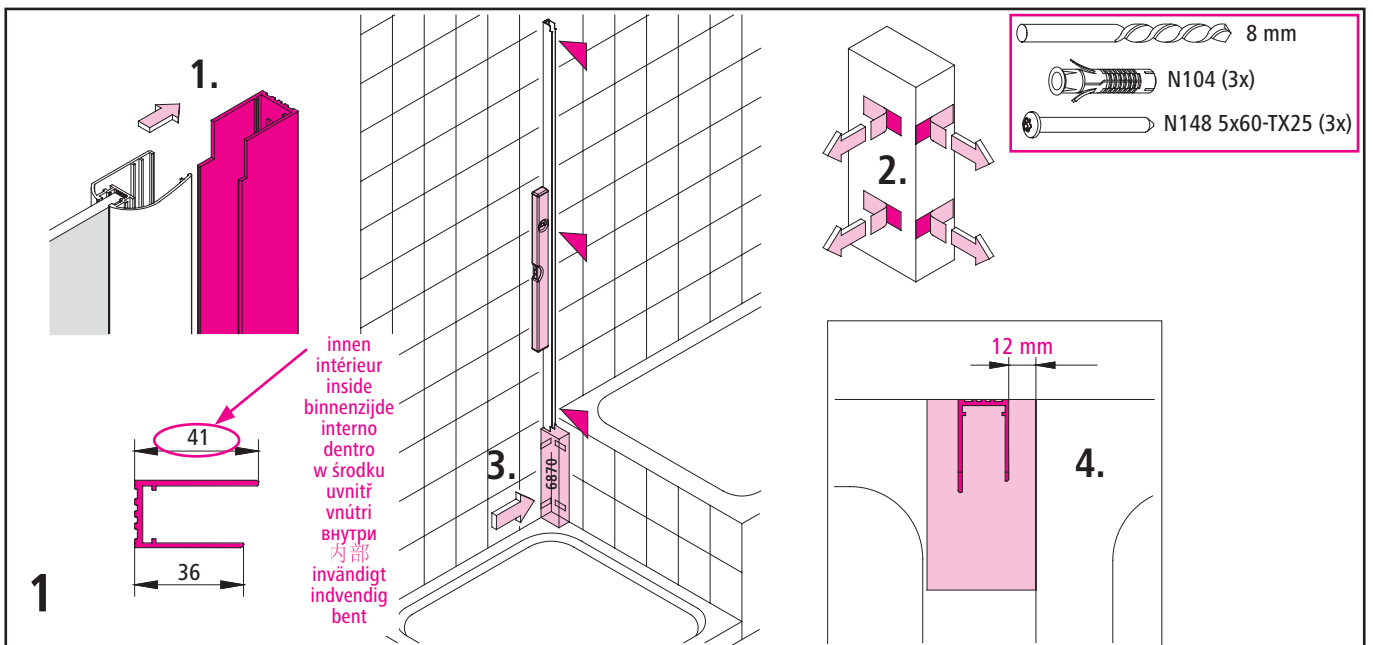 1.
innen
intérieur
inside
binnenzijde
interno
dentro
w środku
uvnitř
vnútri
внутри
内部
invändigt
indvendig
bent
41
36
1
3.
6870
2.
8 mm
N104 (3x)
N148 5x60-TX25 (3x)
12 mm
4.